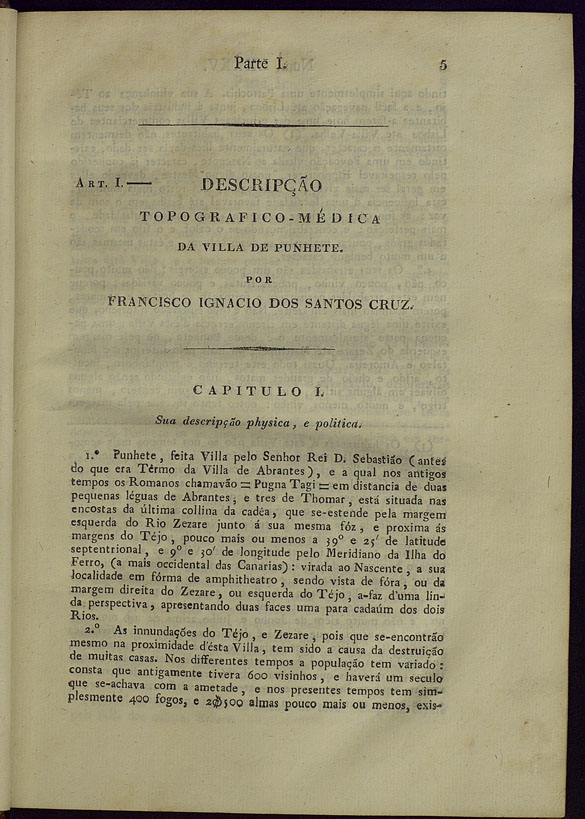 Parte I. 5
ART. I.— DESCRIPÇÃO
TOPOGRAFICO-MÉDICA
DA VILLA DE PUNHETE.
POR
FRANCISCO IGNACIO DOS SANTOS CRUZ.
CAPITULO I.
Sua descripção physica, e politica.
1.º Punhete, feita Villa pelo Senhor Rei D. Sebastião (antes
do que era Térmo da Villa de Abrantes), e a qual nos antigos
tempos os Romanos chamavão = Pugna Tagi = em distancia de duas
pequenas léguas de Abrantes, e tres de Thomar, está situada nas
encostas da última collina da cadêa, que se-estende pela margem
esquerda do Rio Zezare junto á sua mesma fóz, e proxima ás
margens do Téjo, pouco mais ou menos a 39º e 25' de latitude
septentrional, e 9º e 30' de longitude pelo Meridiano da Ilha do
Ferro, (a mais occidental das Canarias): virada ao Nascente, a sua
localidade em fórma de amphitheatro, sendo vista de fóra, ou da
margem direita do Zezare, ou esquerda do Téjo, a-faz d'uma lin-
da perspectiva, apresentando duas faces uma para cadaúm dos dois
Rios.
2.º As innundações do Téjo, e Zezare, pois que se-encontrão
mesmo na proximidade d'ésta Villa, tem sido a causa da destruição
de muitas casas. Nos differentes tempos a população tem variado:
consta que antigamente tivera 600 visinhos, e haverá um seculo
que se-achava com a ametade, e nos presentes tempos tem sim-
plesmente 400 fogos, e 2$500 almas pouco mais ou menos, exis-